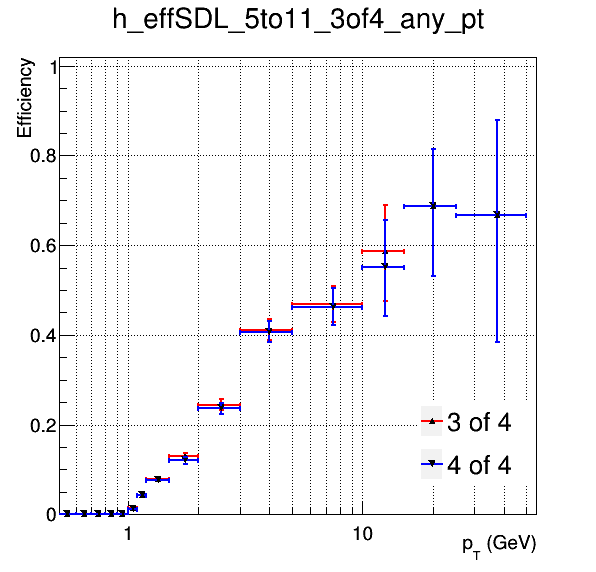 h_effSDL_5to11_3of4_any_pt
Efficiency
1
0.8
0.6
0.4
0.2
0
3 of 4
4 of 4
1
10
p_T (GeV)